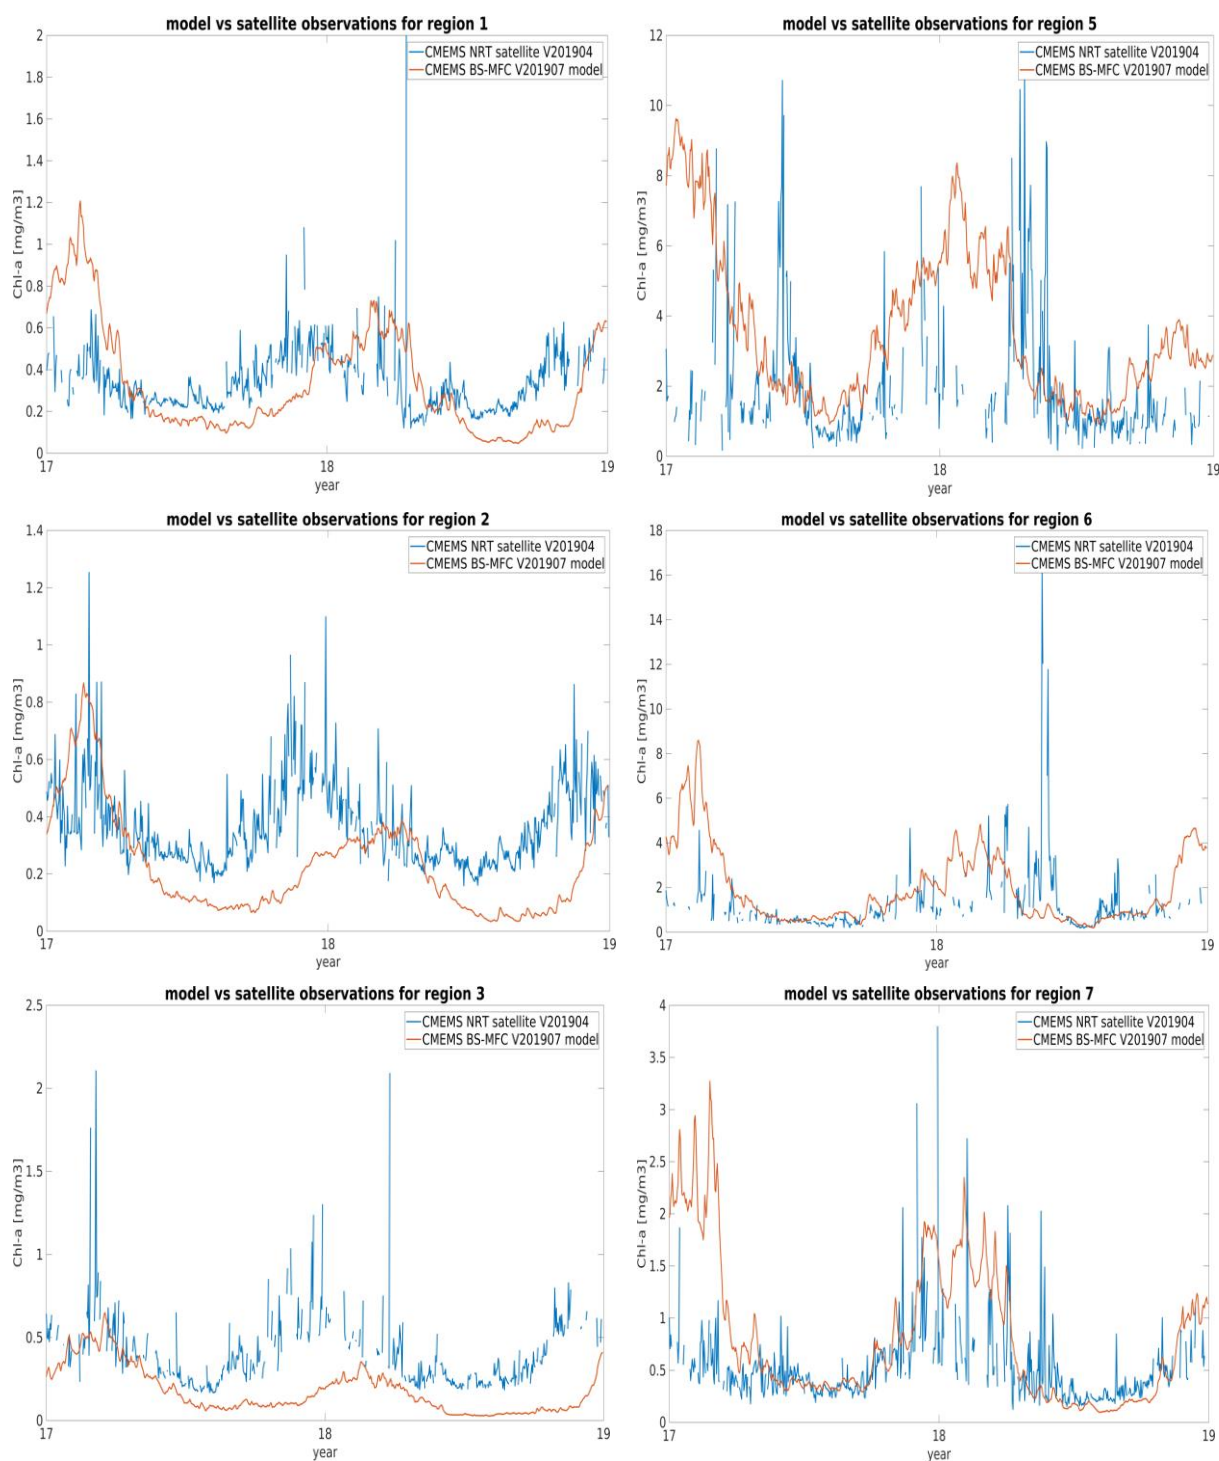 model vs satellite observations for region 1
CMEMS NRT satellite V201904
CMEMS BS-MFC V201907 model
Chl-a [mg/m3]
2
1.8
1.6
1.4
1.2
1
0.8
0.6
0.4
0.2
0
17
18
19
year
model vs satellite observations for region 5
CMEMS NRT satellite V201904
CMEMS BS-MFC V201907 model
Chl-a [mg/m3]
12
10
8
6
4
2
0
17
18
19
year
model vs satellite observations for region 2
CMEMS NRT satellite V201904
CMEMS BS-MFC V201907 model
Chl-a [mg/m3]
1.4
1.2
1
0.8
0.6
0.4
0.2
0
17
18
19
year
model vs satellite observations for region 6
CMEMS NRT satellite V201904
CMEMS BS-MFC V201907 model
Chl-a [mg/m3]
18
16
14
12
10
8
6
4
2
0
17
18
19
year
model vs satellite observations for region 3
CMEMS NRT satellite V201904
CMEMS BS-MFC V201907 model
Chl-a [mg/m3]
2.5
2
1.5
1
0.5
0
17
18
19
year
model vs satellite observations for region 7
CMEMS NRT satellite V201904
CMEMS BS-MFC V201907 model
Chl-a [mg/m3]
4
3.5
3
2.5
2
1.5
1
0.5
0
17
18
19
year